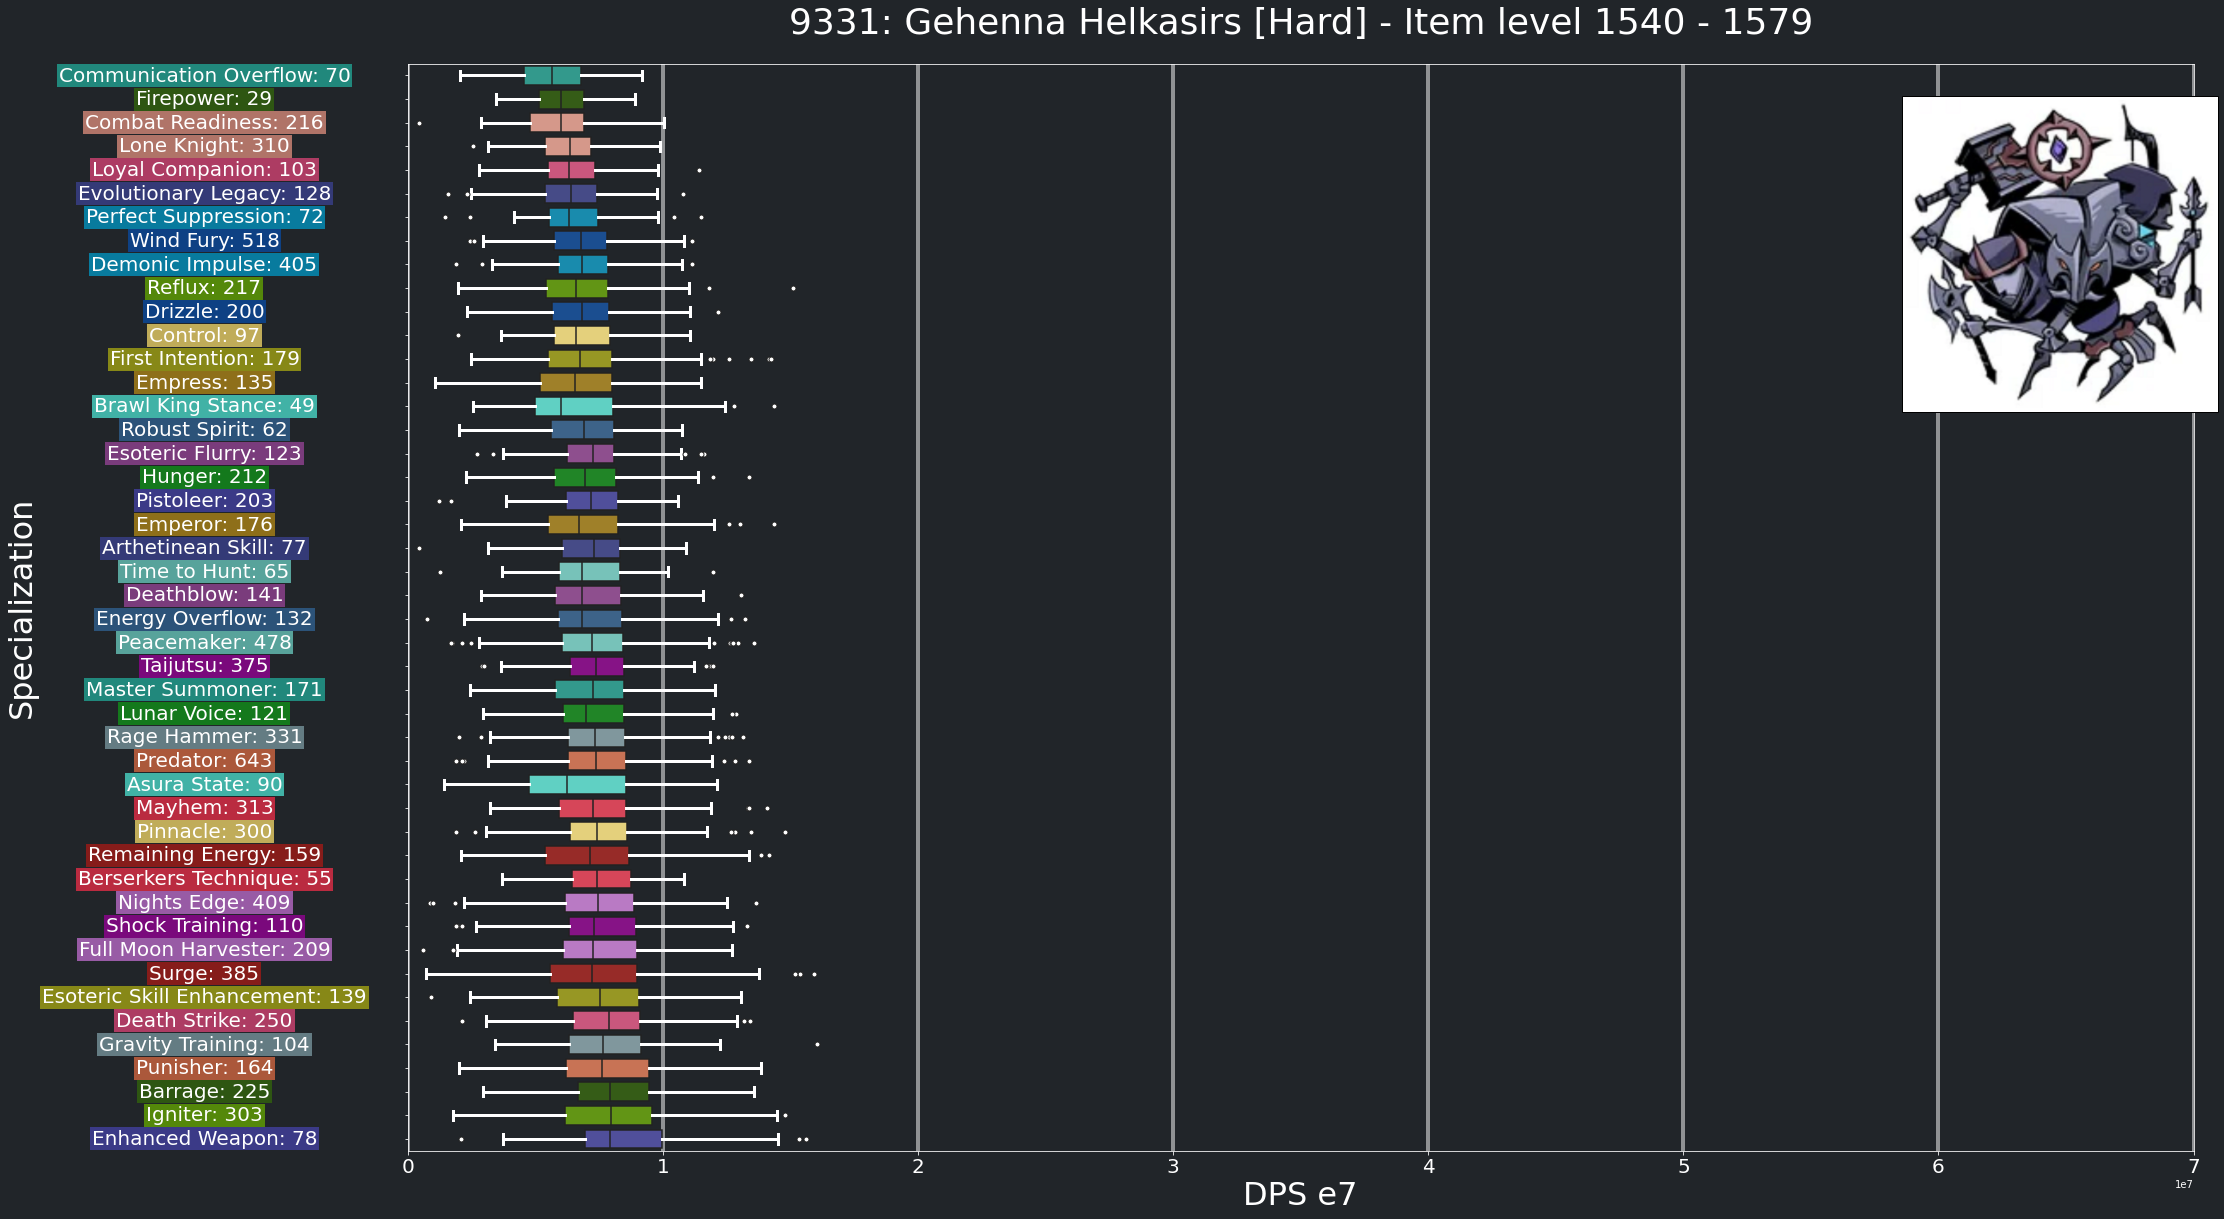 9331: Gehenna Helkasirs [Hard] - Item level 1540 - 1579
Specialization
Communication Overflow: 70
Firepower: 29
Combat Readiness: 216
Lone Knight: 310
Loyal Companion: 103
Evolutionary Legacy: 128
Perfect Suppression: 72
Wind Fury: 518
Demonic Impulse: 405
Reflux: 217
Drizzle: 200
Control: 97
First Intention: 179
Empress: 135
Brawl King Stance: 49
Robust Spirit: 62
Esoteric Flurry: 123
Hunger: 212
Pistoleer: 203
Emperor: 176
Arthetinean Skill: 77
Time to Hunt: 65
Deathblow: 141
Energy Overflow: 132
Peacemaker: 478
Taijutsu: 375
Master Summoner: 171
Lunar Voice: 121
Rage Hammer: 331
Predator: 643
Asura State: 90
Mayhem: 313
Pinnacle: 300
Remaining Energy: 159
Berserkers Technique: 55
Nights Edge: 409
Shock Training: 110
Full Moon Harvester: 209
Surge: 385
Esoteric Skill Enhancement: 139
Death Strike: 250
Gravity Training: 104
Punisher: 164
Barrage: 225
Igniter: 303
Enhanced Weapon: 78
0 1 2 3 4 5 6 7
1e7
DPS e7